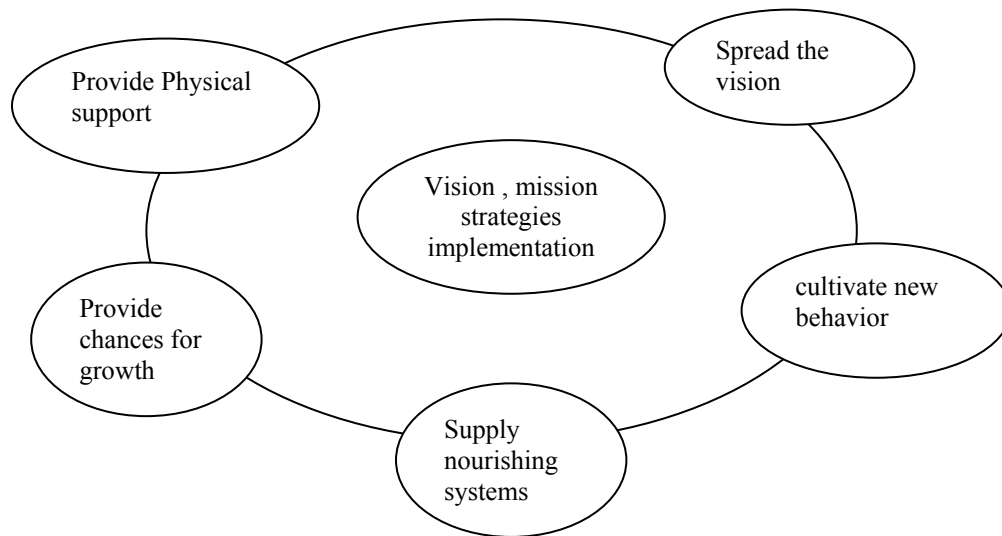 Provide Physical
support
Spread the
vision
Vision , mission
strategies
implementation
cultivate new
behavior
Provide
chances for
growth
Supply
nourishing
systems